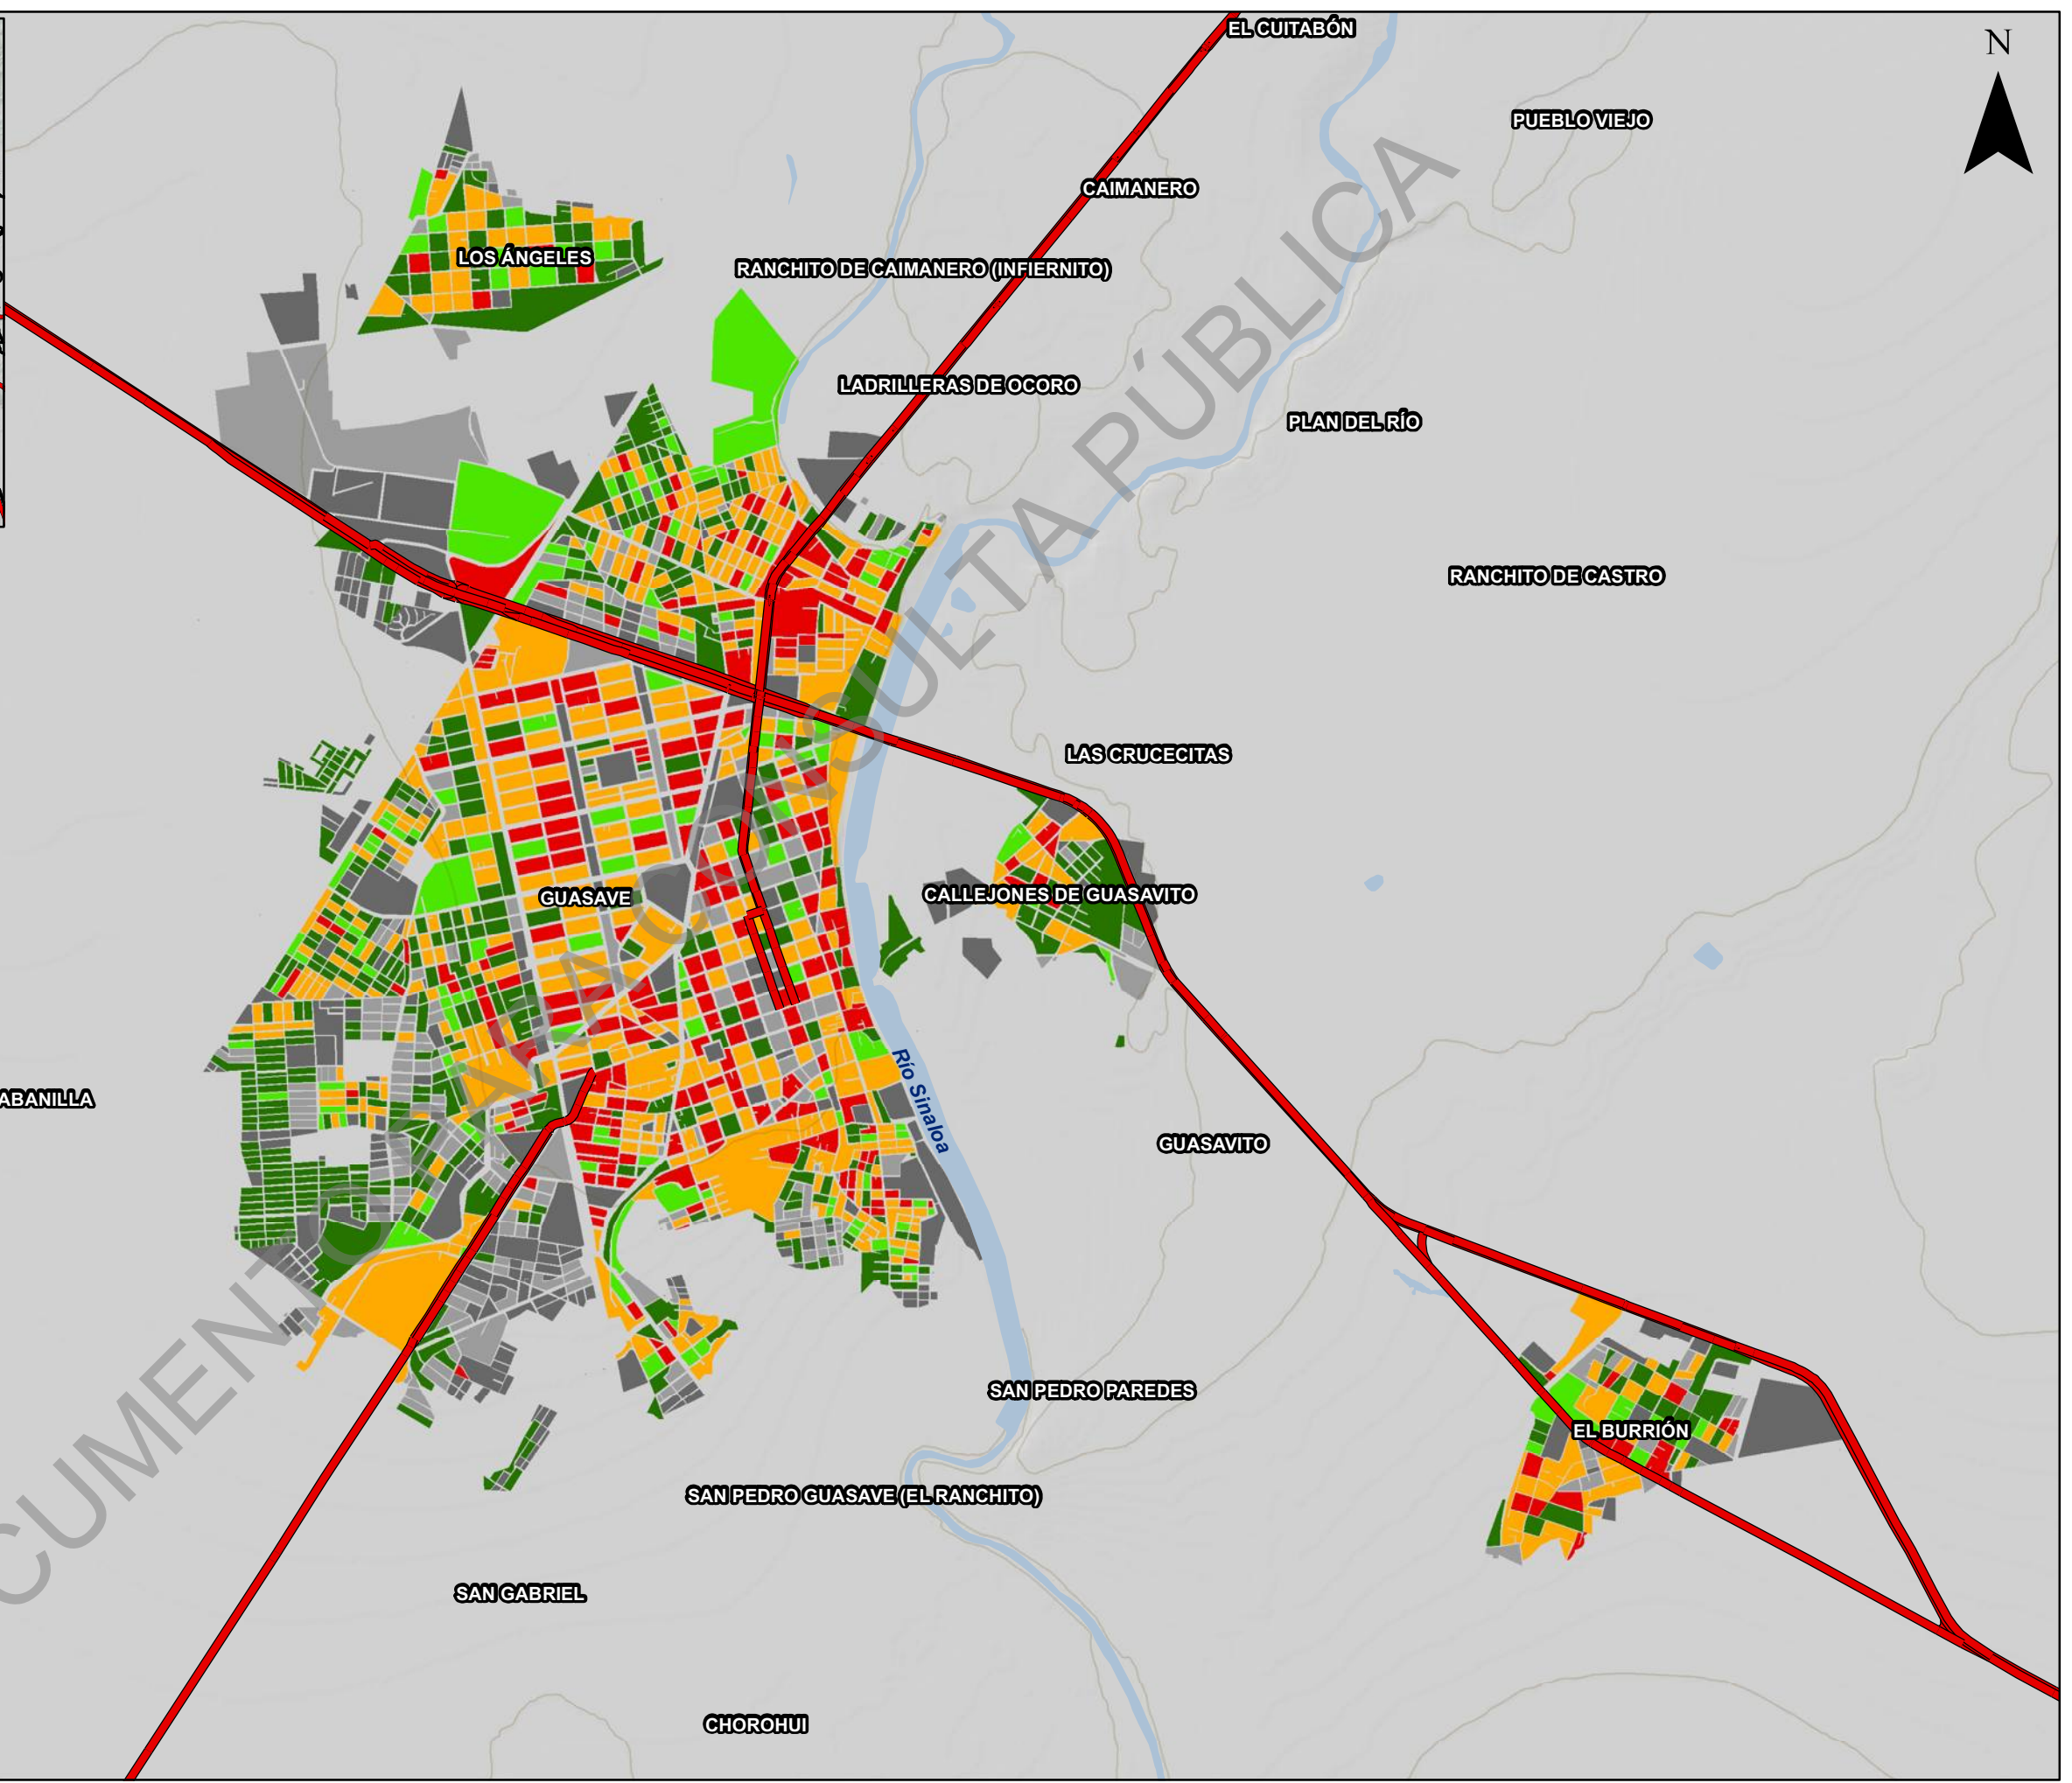 EL CUITABÓN
N
PUEBLO VIEJO
CAIMANERO
LOS ÁNGELES
RANCHITO DE CAIMANERO (INFIERNITO)
LADRILLERAS DE OCORO
PLAN DEL RÍO
RANCHITO DE CASTRO
LAS CRUCECITAS
GUASAVE
CALLEJONES DE GUASAVITO
Río Sinaloa
ABANILLA
GUASAVITO
SAN PEDRO PAREDES
EL BURRIÓN
SAN PEDRO GUASAVE (EL RANCHITO)
SAN GABRIEL
CHOROHUI
CUMENTO PARA CONSULTA PÚBLICA